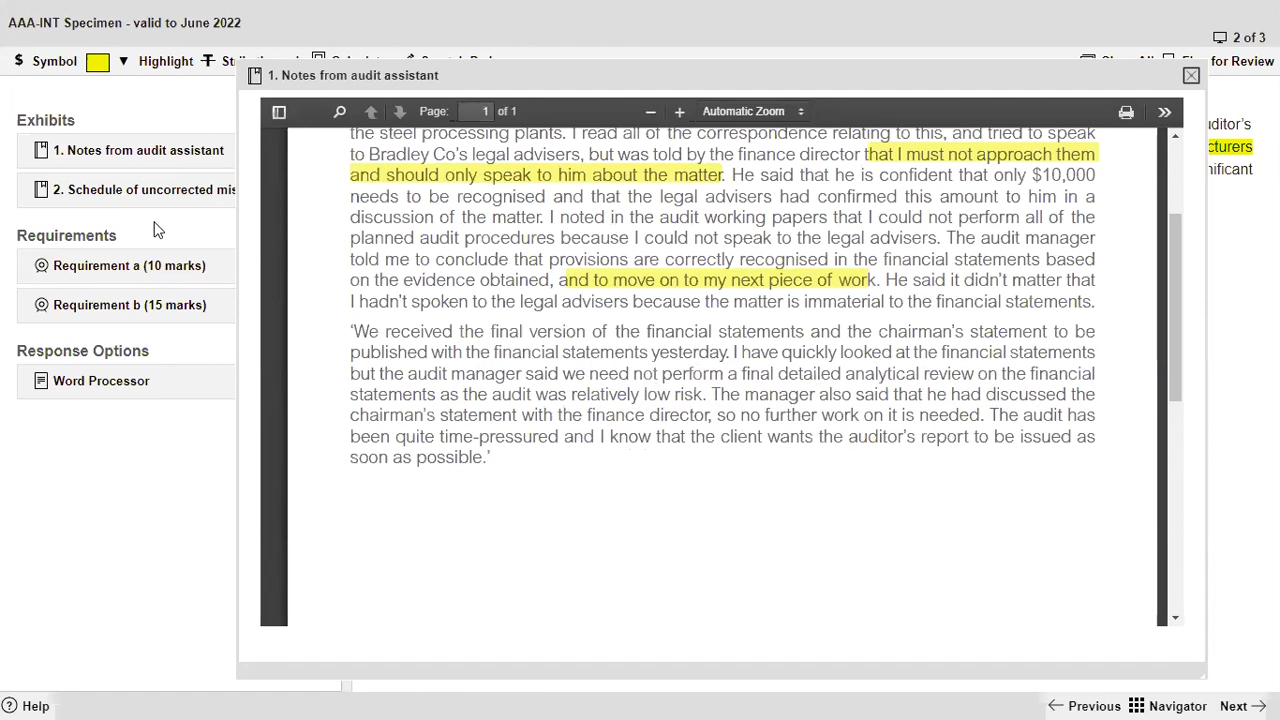 AAA-INT Specimen - valid to June 2022
2 of 3
$ Symbol
Highlight
Exhibits
1. Notes from audit assistant
2. Schedule of uncorrected mis
Requirements
Requirement a (10 marks)
Requirement b (15 marks)
Response Options
Word Processor
1. Notes from audit assistant
Page: 1 of 1
Automatic Zoom
the steel processing plants. I read all of the correspondence relating to this, and tried to speak
to Bradley Co's legal advisers, but was told by the finance director that I must not approach them
and should only speak to him about the matter. He said that he is confident that only $10,000
needs to be recognised and that the legal advisers had confirmed this amount to him in a
discussion of the matter. I noted in the audit working papers that I could not perform all of the
planned audit procedures because I could not speak to the legal advisers. The audit manager
told me to conclude that provisions are correctly recognised in the financial statements based
on the evidence obtained, and to move on to my next piece of work. He said it didn't matter that
I hadn't spoken to the legal advisers because the matter is immaterial to the financial statements.
'We received the final version of the financial statements and the chairman's statement to be
published with the financial statements yesterday. I have quickly looked at the financial statements
but the audit manager said we need not perform a final detailed analytical review on the financial
statements as the audit was relatively low risk. The manager also said that he had discussed the
chairman's statement with the finance director, so no further work on it is needed. The audit has
been quite time-pressured and I know that the client wants the auditor's report to be issued as
soon as possible.'
for Review
uditor's
cturers
nificant
Help
Previous
Navigator
Next